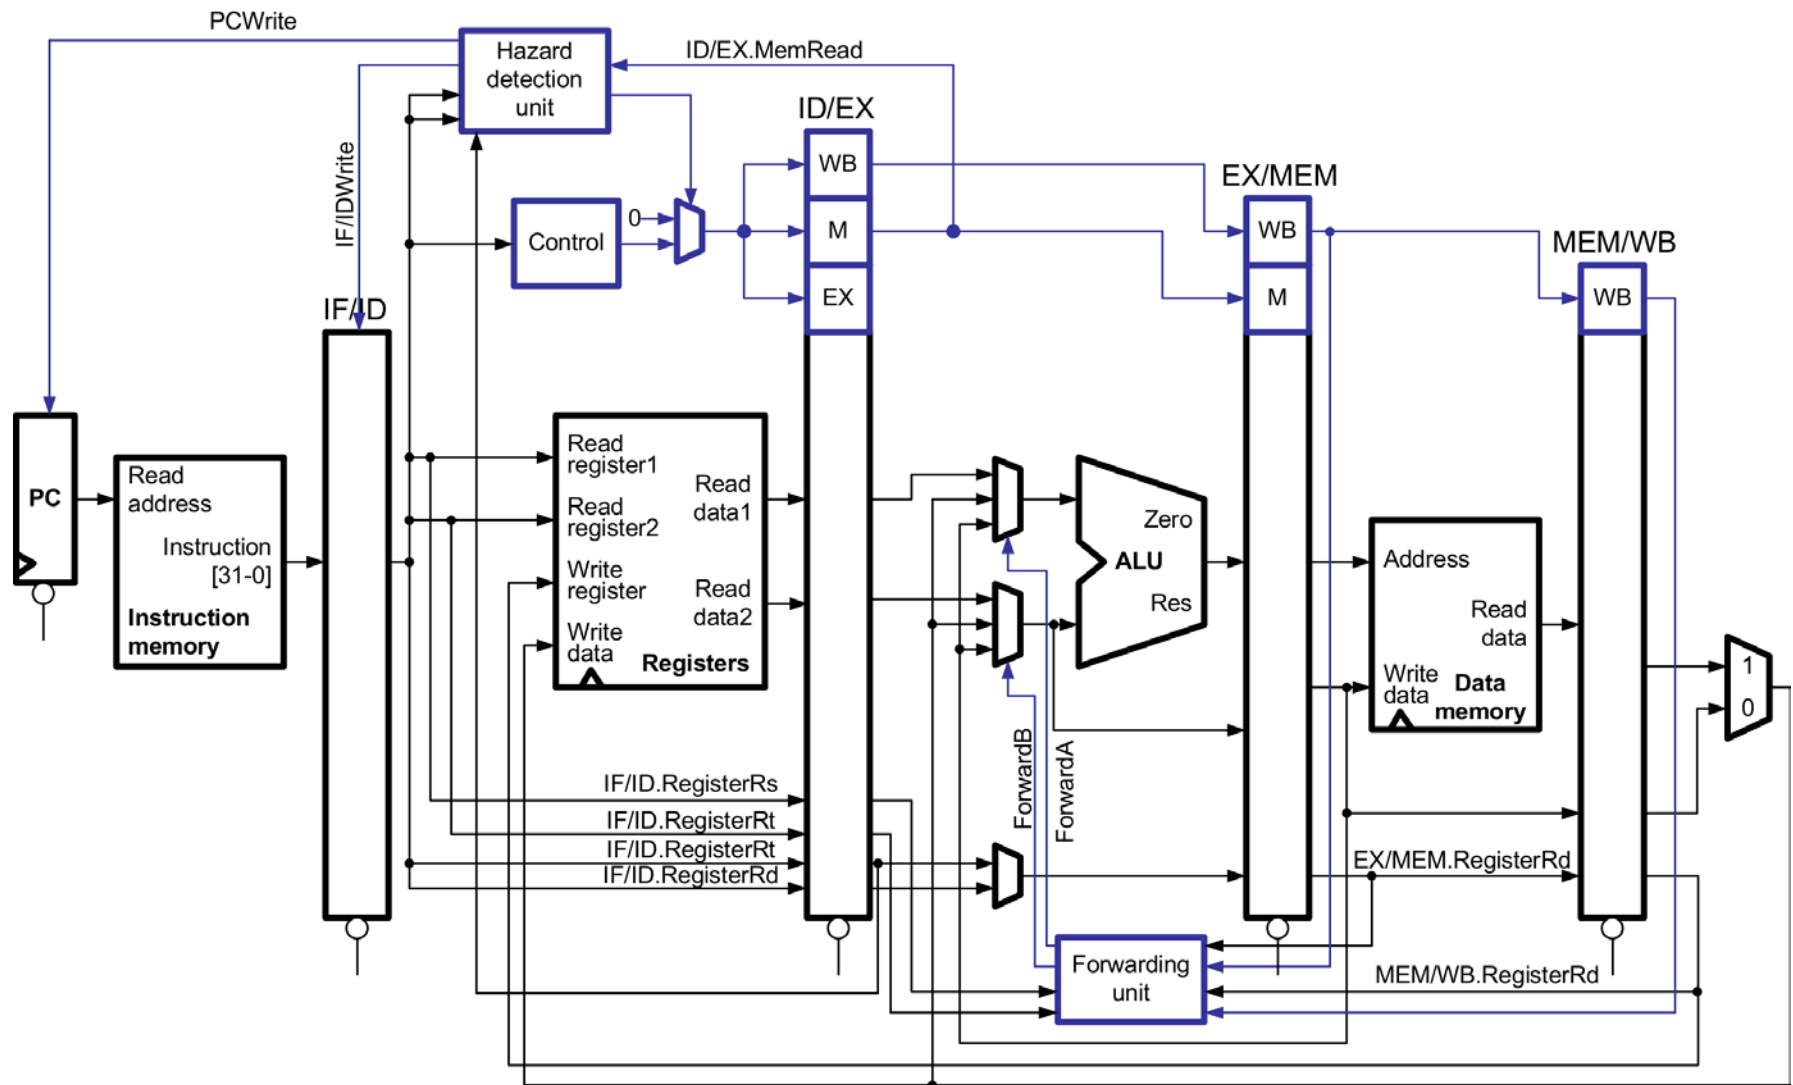 PCWrite
Hazard
detection
unit
ID/EX.MemRead
IF/IDWrite
ID/EX
WB
M
EX
0
Control
EX/MEM
WB
M
MEM/WB
WB
IF/ID
PC
Read
address
Instruction
[31-0]
Instruction
memory
Read
register1
Read
register2
Write
register
Write
data
Read
data1
Read
data2
Registers
Zero
ALU
Res
Address
Read
data
Write
data
Data
memory
1
0
ForwardB
ForwardA
IF/ID.RegisterRs
IF/ID.RegisterRt
IF/ID.RegisterRt
IF/ID.RegisterRd
EX/MEM.RegisterRd
Forwarding
unit
MEM/WB.RegisterRd